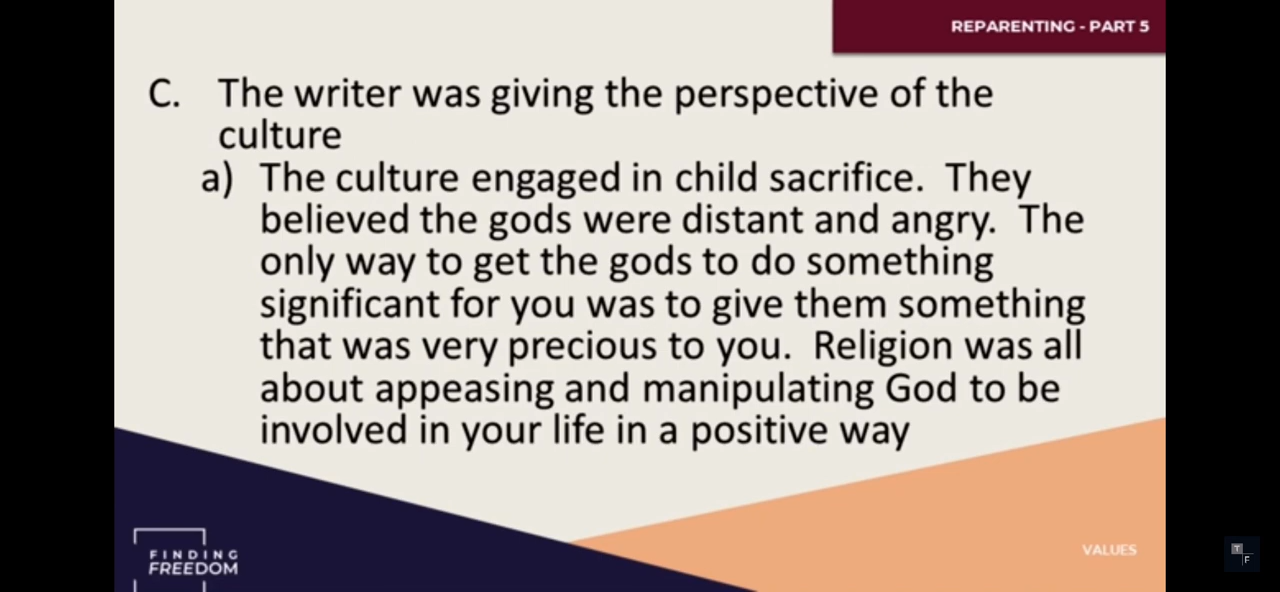 REPARENTING - PART 5
C. The writer was giving the perspective of the
culture
a) The culture engaged in child sacrifice. They
believed the gods were distant and angry. The
only way to get the gods to do something
significant for you was to give them something
that was very precious to you. Religion was all
about appeasing and manipulating God to be
involved in your life in a positive way
FINDING
FREEDOM
VALUES
T
F